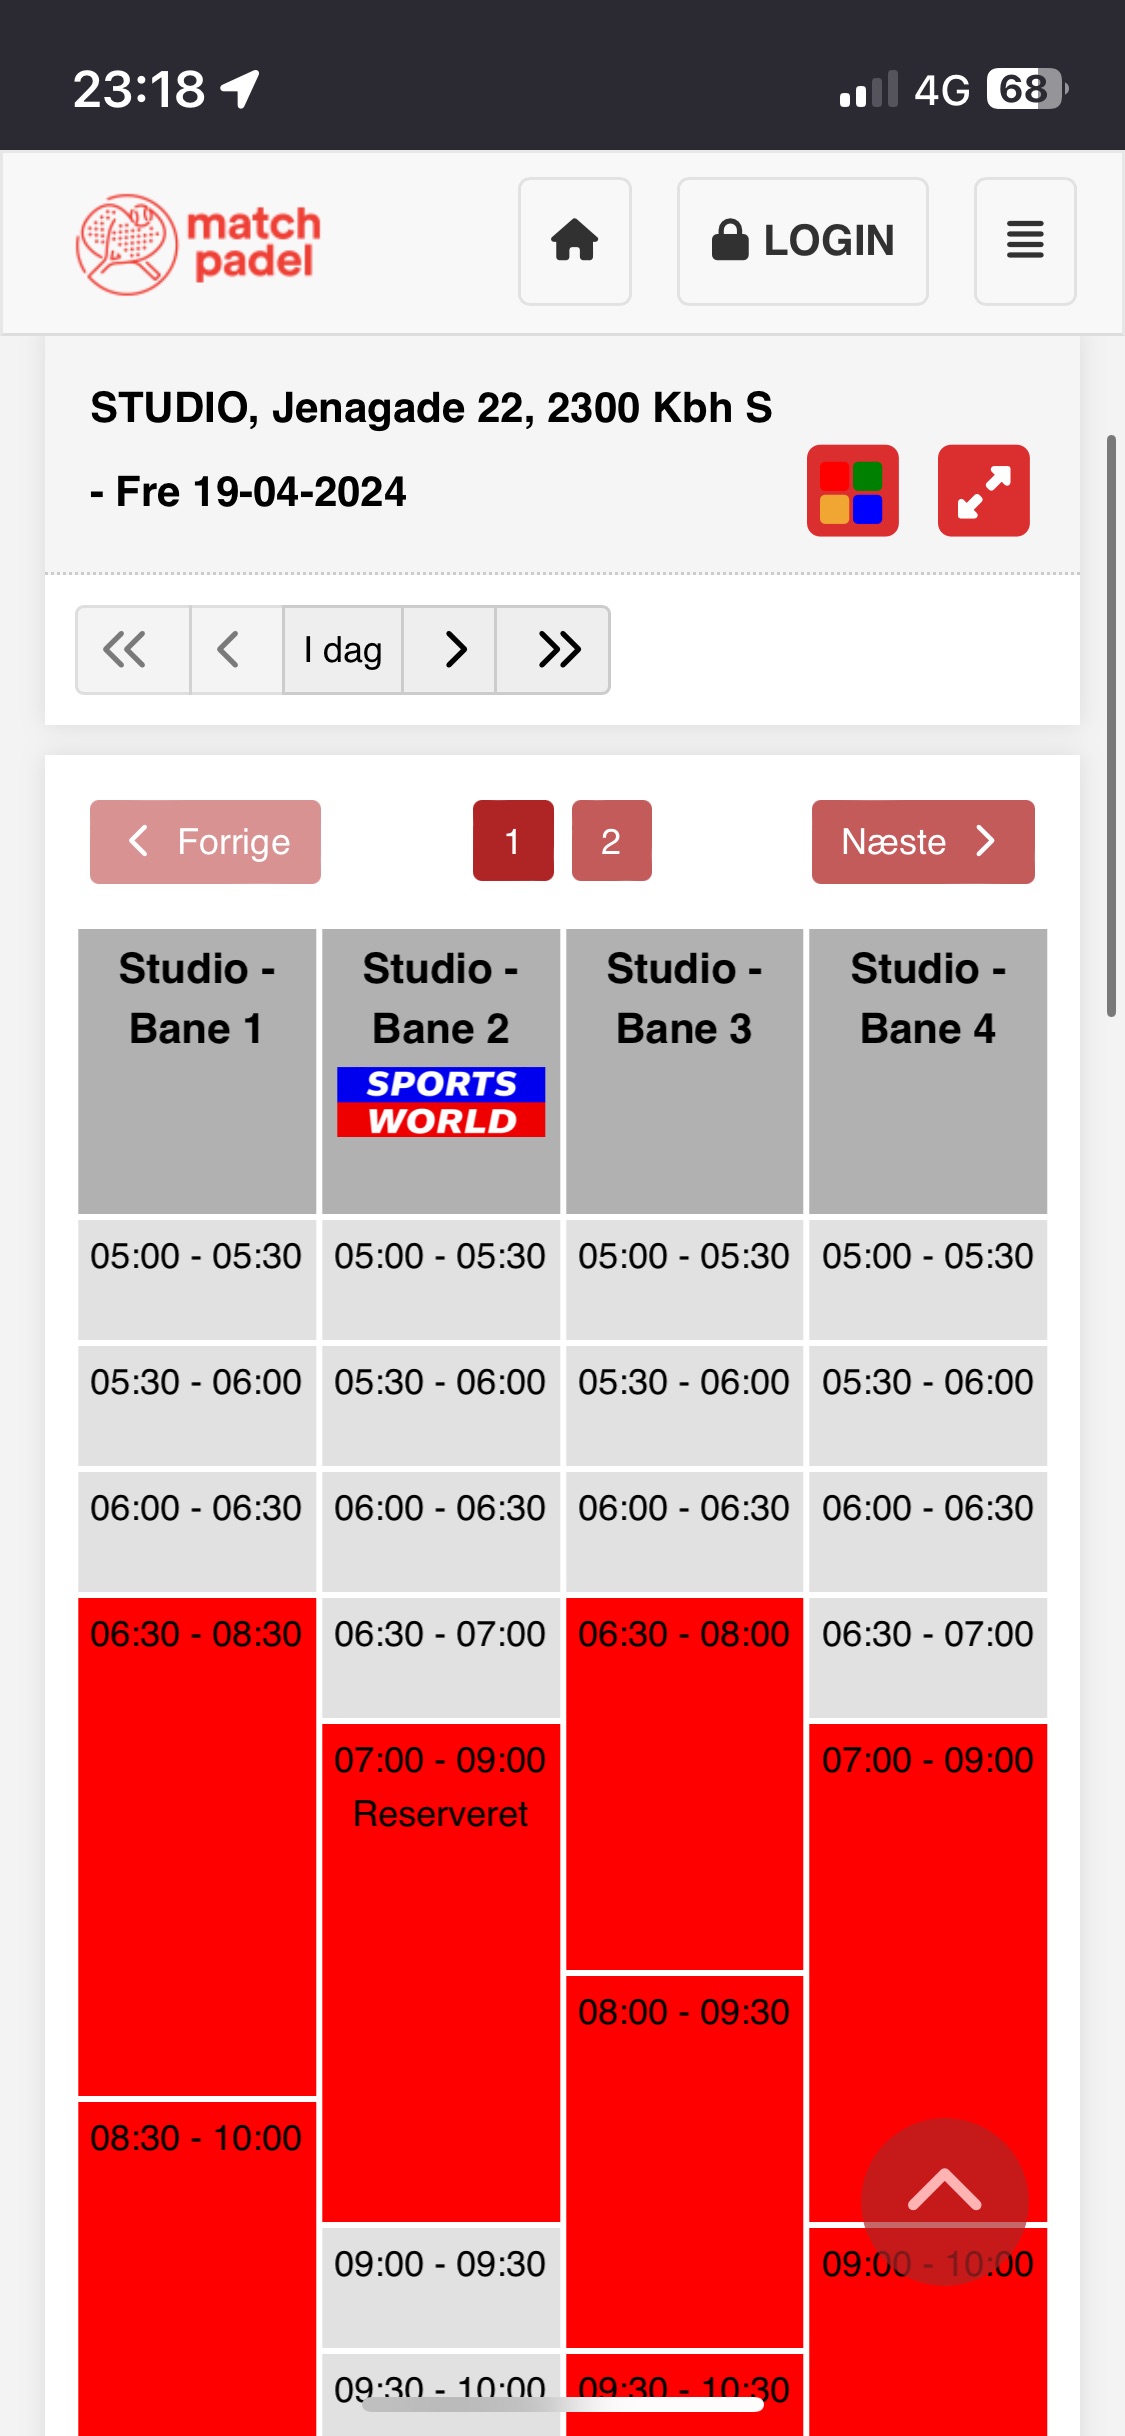 23:18
4G
68
match
padel
LOGIN
STUDIO, Jenagade 22, 2300 Kbh S
- Fre 19-04-2024
I dag
Forrige
1
2
Næste
Studio -
Bane 1
Studio -
Bane 2
SPORTS
WORLD
Studio -
Bane 3
Studio -
Bane 4
05:00 - 05:30 05:00 - 05:30 05:00 - 05:30 05:00 - 05:30
05:30 - 06:00 05:30 - 06:00 05:30 - 06:00 05:30 - 06:00
06:00 - 06:30 06:00 - 06:30 06:00 - 06:30 06:00 - 06:30
06:30 - 08:30 06:30 - 07:00 06:30 - 08:00 06:30 - 07:00
07:00 - 09:00 07:00 - 09:00
Reserveret
08:00 - 09:30
08:30 - 10:00
09:00 - 09:30 09:00 - 10:00
09:30 - 10:00 09:30 - 10:30